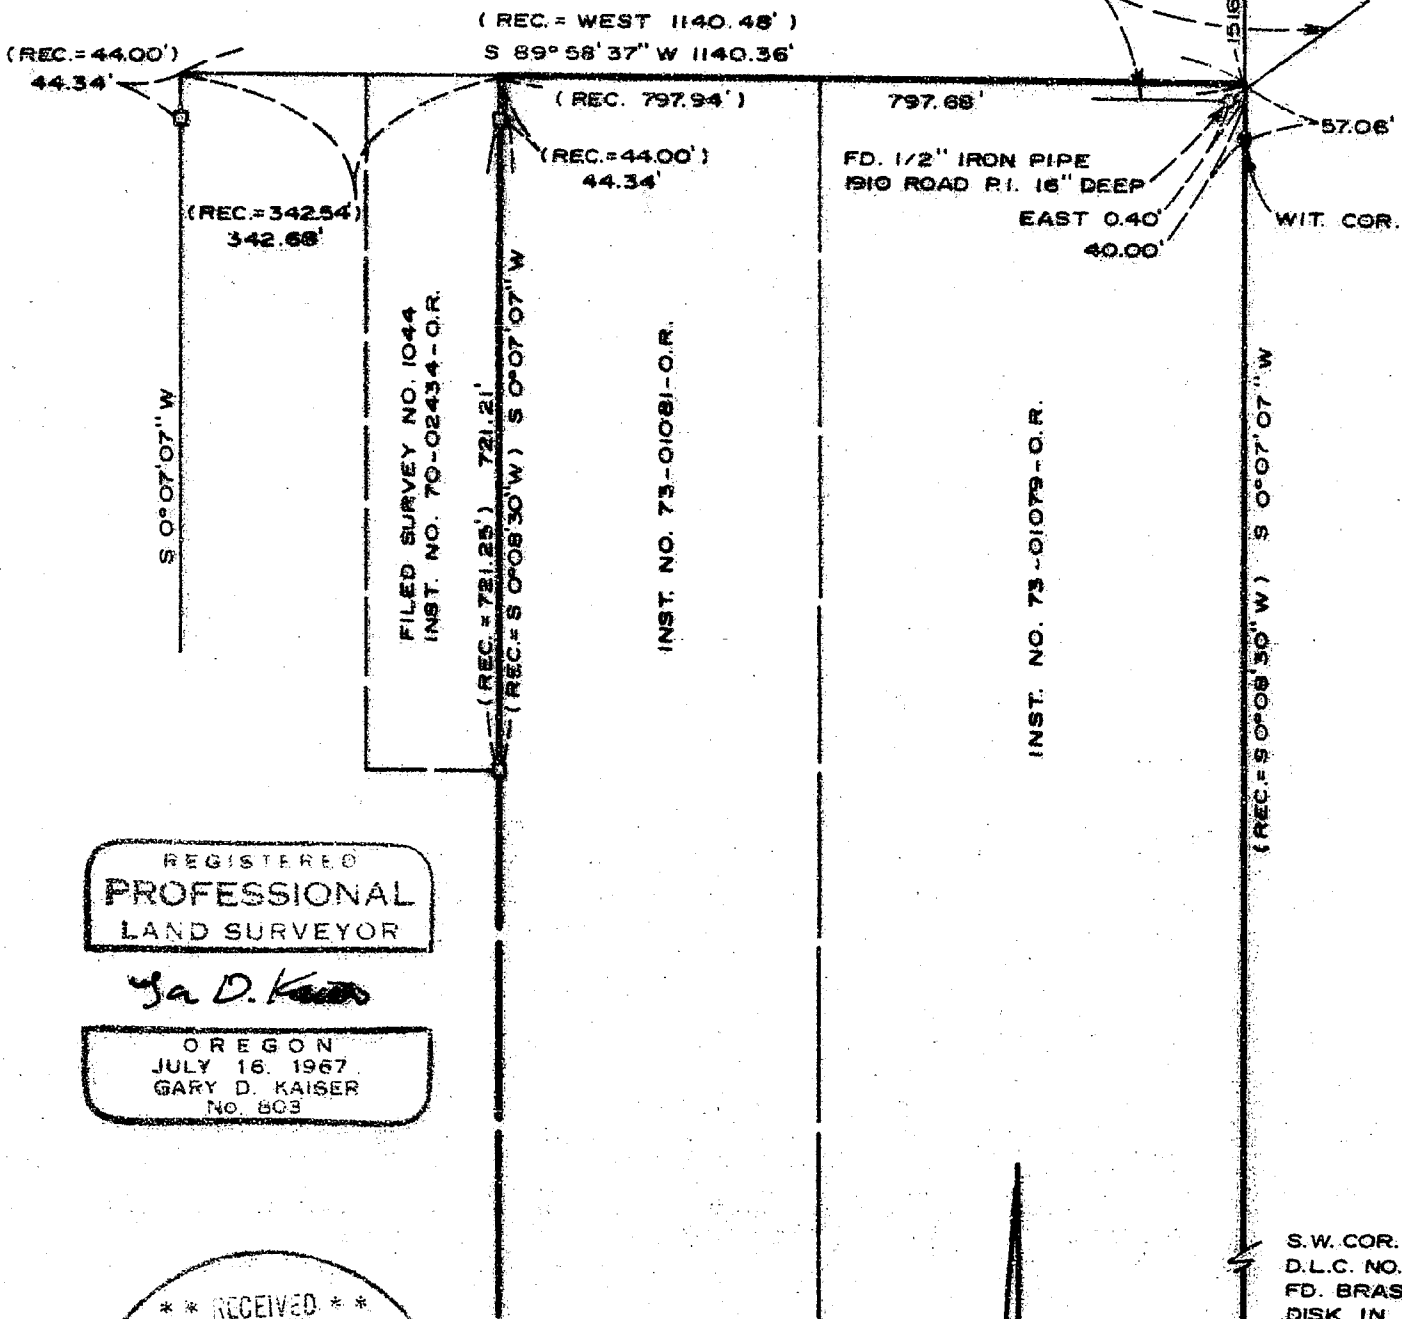 ( REC. = WEST 1140.48' )
S 89° 58' 37" W 1140.36'
1516
(REC.=44.00')
44.34'
( REC. 797.94' )
797.68'
57.06'
(REC.=44.00')
44.34'
FD. 1/2" IRON PIPE
1910 ROAD P.I. 16" DEEP
EAST 0.40'
40.00'
WIT. COR.
(REC.=342.54')
342.68'
S 0°07'07" W
FILED SURVEY NO. 1044
INST. NO. 70-02434-O.R.
(REC. = 721.25') 721.21'
(REC.= S 0°08'30"W) S 0°07'07" W
INST. NO. 73-01081-O.R.
INST. NO. 73-01079-O.R.
(REC.= S 0°08'30" W) S 0°07'07" W
REGISTERED
PROFESSIONAL
LAND SURVEYOR
OREGON
JULY 16, 1967
GARY D. KAISER
No. 803
* * RECEIVED * *
S.W. COR.
D.L.C. NO.
FD. BRAS
DISK IN